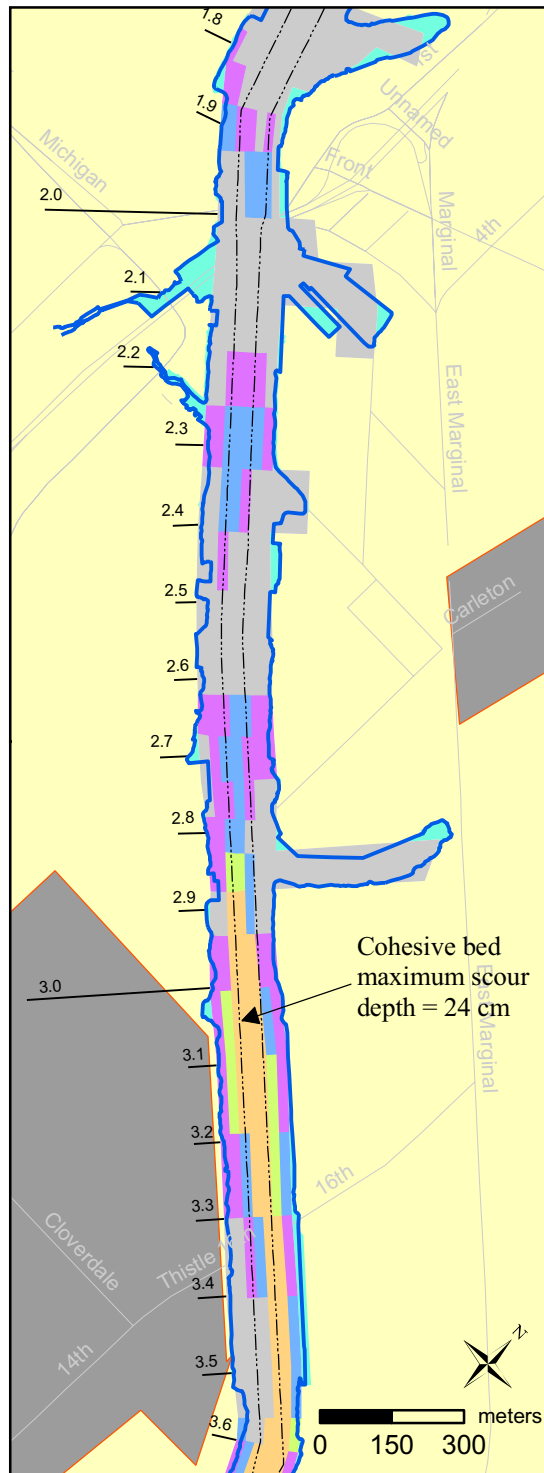 1.8
1st
1.9
Unnamed
Michigan
Front
2.0
Marginal
4th
2.1
2.2
East Marginal
2.3
2.4
2.5
Carleton
2.6
2.7
2.8
2.9
Cohesive bed
maximum scour
depth = 24 cm
3.0
East Marginal
3.1
3.2
16th
3.3
Cloverdale
Thistle
3.4
14th
3.5
N
3.6
meters
0 150 300